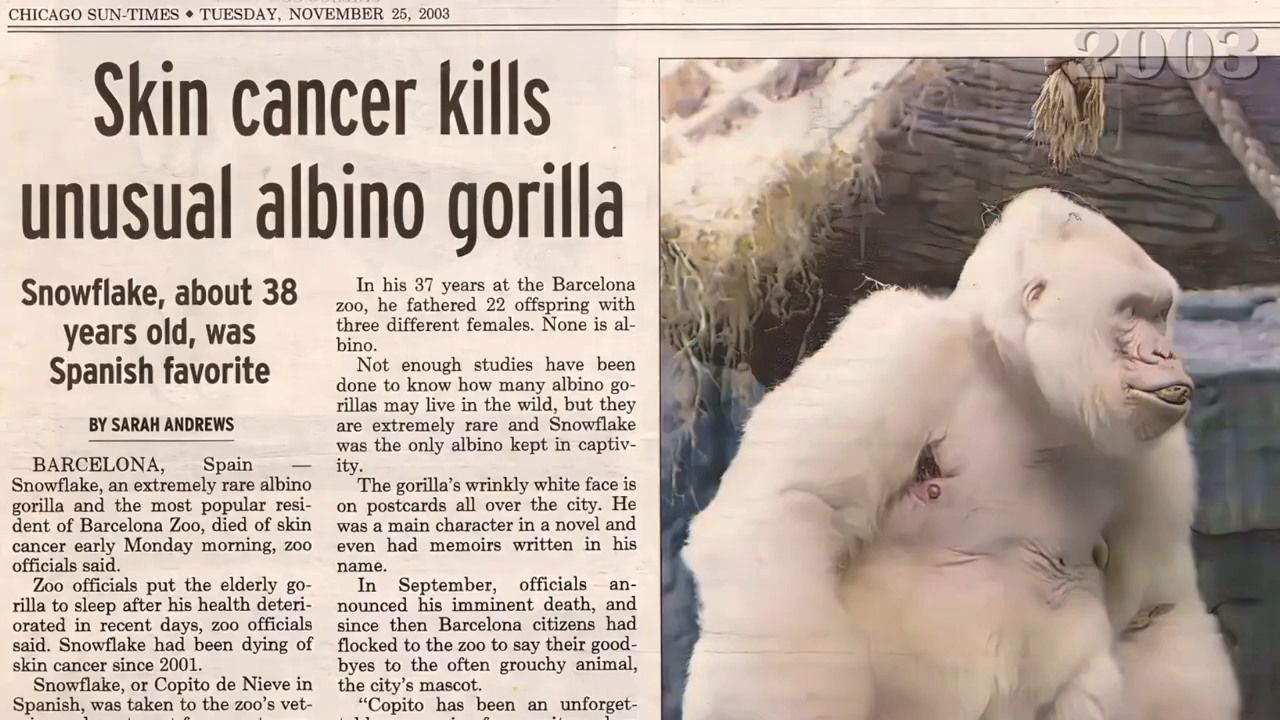 CHICAGO SUN-TIMES ◆ TUESDAY, NOVEMBER 25, 2003
2003
Skin cancer kills
unusual albino gorilla
Snowflake, about 38
years old, was
Spanish favorite
BY SARAH ANDREWS
BARCELONA, Spain —
Snowflake, an extremely rare albino
gorilla and the most popular resi-
dent of Barcelona Zoo, died of skin
cancer early Monday morning, zoo
officials said.
Zoo officials put the elderly go-
rilla to sleep after his health deteri-
orated in recent days, zoo officials
said. Snowflake had been dying of
skin cancer since 2001.
Snowflake, or Copito de Nieve in
Spanish, was taken to the zoo's vet-
In his 37 years at the Barcelona
zoo, he fathered 22 offspring with
three different females. None is al-
bino.
Not enough studies have been
done to know how many albino go-
rillas may live in the wild, but they
are extremely rare and Snowflake
was the only albino kept in captiv-
ity.
The gorilla's wrinkly white face is
on postcards all over the city. He
was a main character in a novel and
even had memoirs written in his
name.
In September, officials an-
nounced his imminent death, and
since then Barcelona citizens had
flocked to the zoo to say their good-
byes to the often grouchy animal,
the city's mascot.
"Copito has been an unforget-